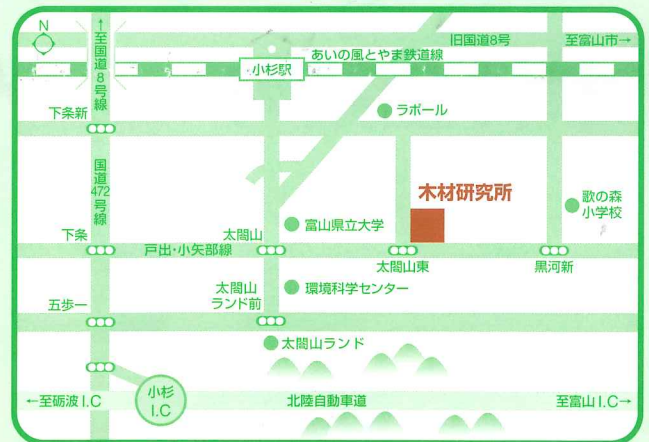 N
←至国道8号線
旧国道8号
至富山市→
あいの風とやま鉄道線
小杉駅
下条新
ラポール
国道472号線
木材研究所
歌の森
小学校
下条
戸出・小矢部線
太閤山
富山県立大学
太閤山東
黒河新
五歩一
太閤山
ランド前
環境科学センター
太閤山ランド
小杉
I.C
←至砺波I.C
北陸自動車道
至富山I.C→